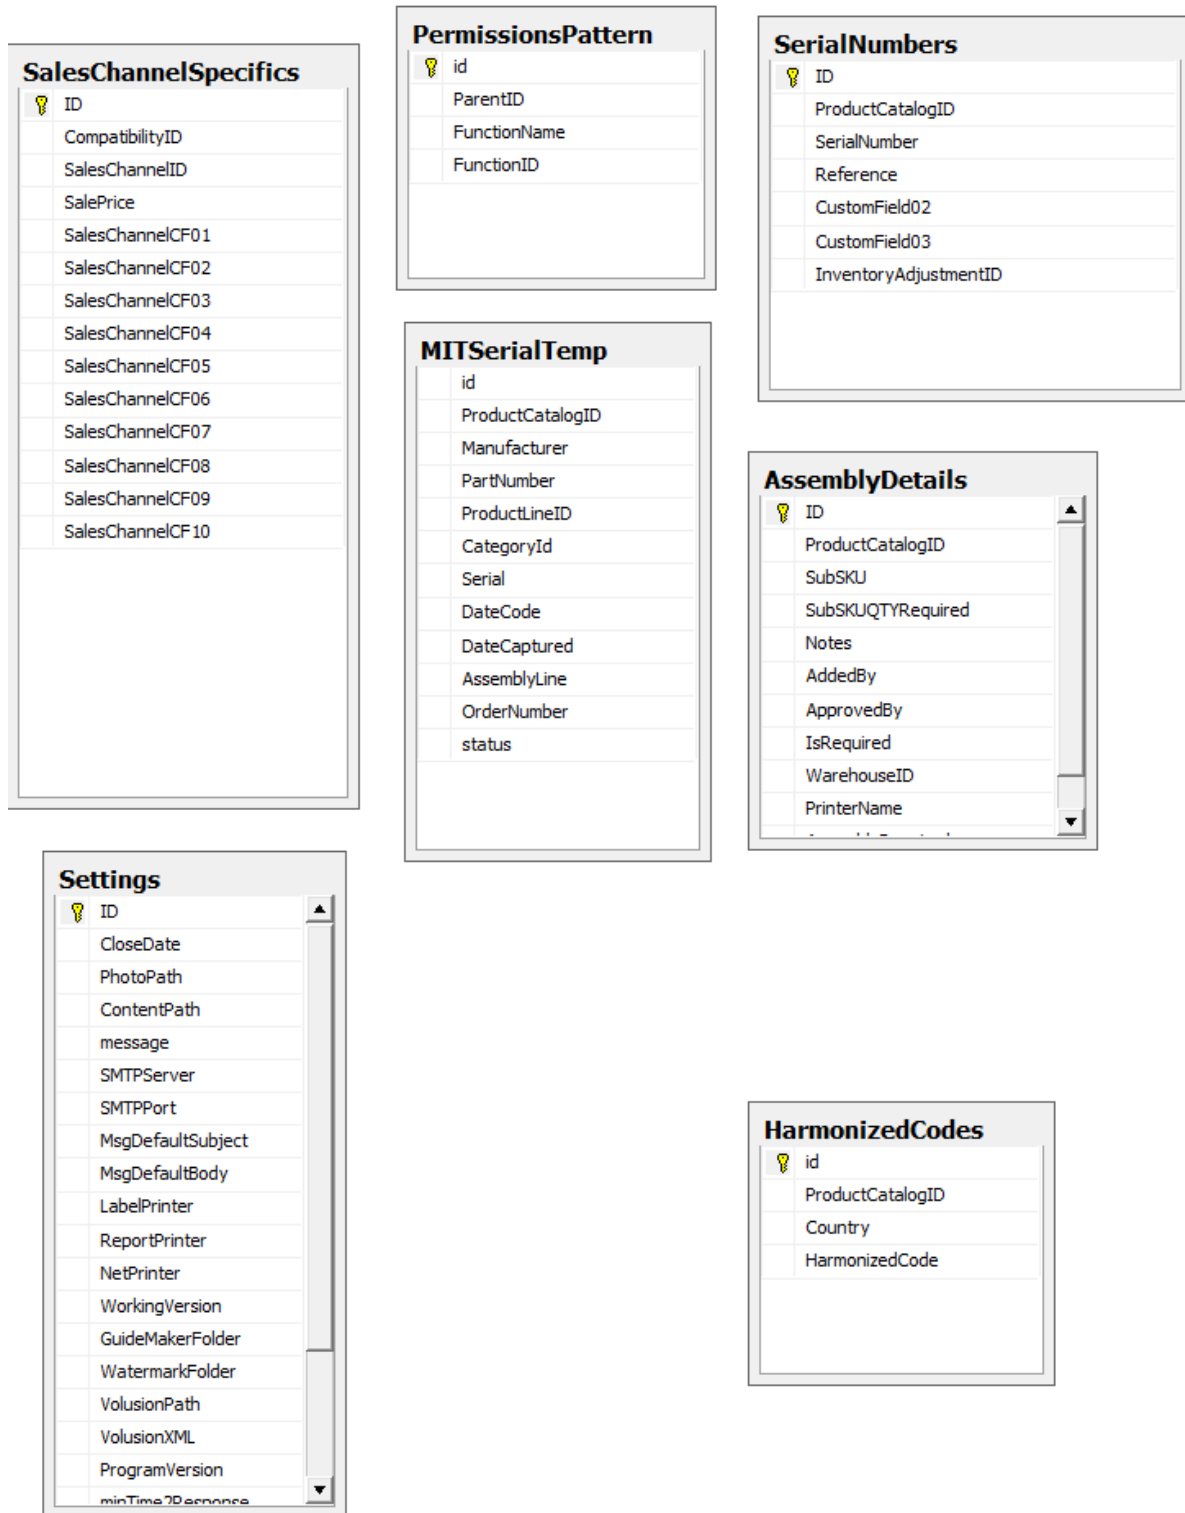 SalesChannelSpecifics
ID
CompatibilityID
SalesChannelID
SalePrice
SalesChannelCF01
SalesChannelCF02
SalesChannelCF03
SalesChannelCF04
SalesChannelCF05
SalesChannelCF06
SalesChannelCF07
SalesChannelCF08
SalesChannelCF09
SalesChannelCF10
PermissionsPattern
id
ParentID
FunctionName
FunctionID
SerialNumbers
ID
ProductCatalogID
SerialNumber
Reference
CustomField02
CustomField03
InventoryAdjustmentID
MITSerialTemp
id
ProductCatalogID
Manufacturer
PartNumber
ProductLineID
CategoryId
Serial
DateCode
DateCaptured
AssemblyLine
OrderNumber
status
AssemblyDetails
ID
ProductCatalogID
SubSKU
SubSKUQTYRequired
Notes
AddedBy
ApprovedBy
IsRequired
WarehouseID
PrinterName
Settings
ID
CloseDate
PhotoPath
ContentPath
message
SMTPServer
SMTPPort
MsgDefaultSubject
MsgDefaultBody
LabelPrinter
ReportPrinter
NetPrinter
WorkingVersion
GuideMakerFolder
WatermarkFolder
VolusionPath
VolusionXML
ProgramVersion
minTime2Response
HarmonizedCodes
id
ProductCatalogID
Country
HarmonizedCode